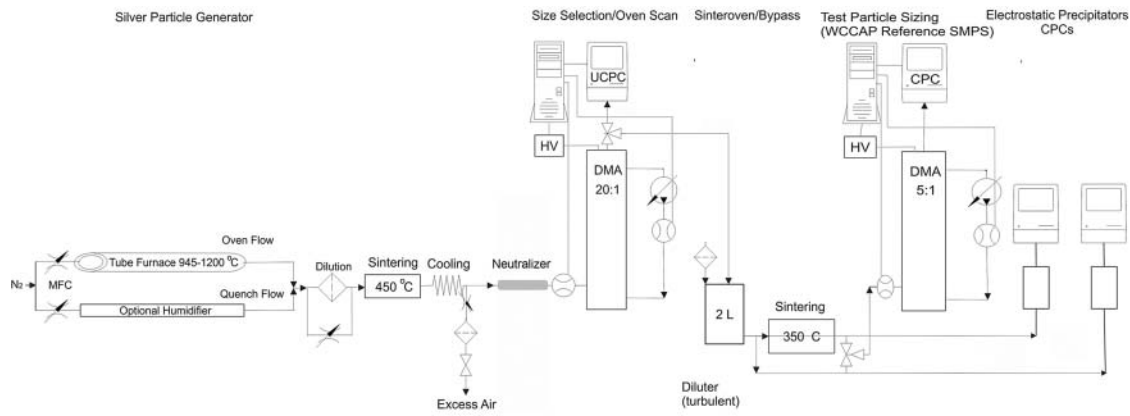 Silver Particle Generator
Size Selection/Oven Scan
Sinteroven/Bypass
Test Particle Sizing
(WCCAP Reference SMPS)
Electrostatic Precipitators
CPCs
UCPC
CPC
HV
HV
DMA
20:1
DMA
5:1
Oven Flow
Tube Furnace 945-1200 °C
N₂
MFC
Quench Flow
Optional Humidifier
Dilution
Sintering
450 °C
Cooling
Neutralizer
Excess Air
2 L
Sintering
350 C
Diluter
(turbulent)